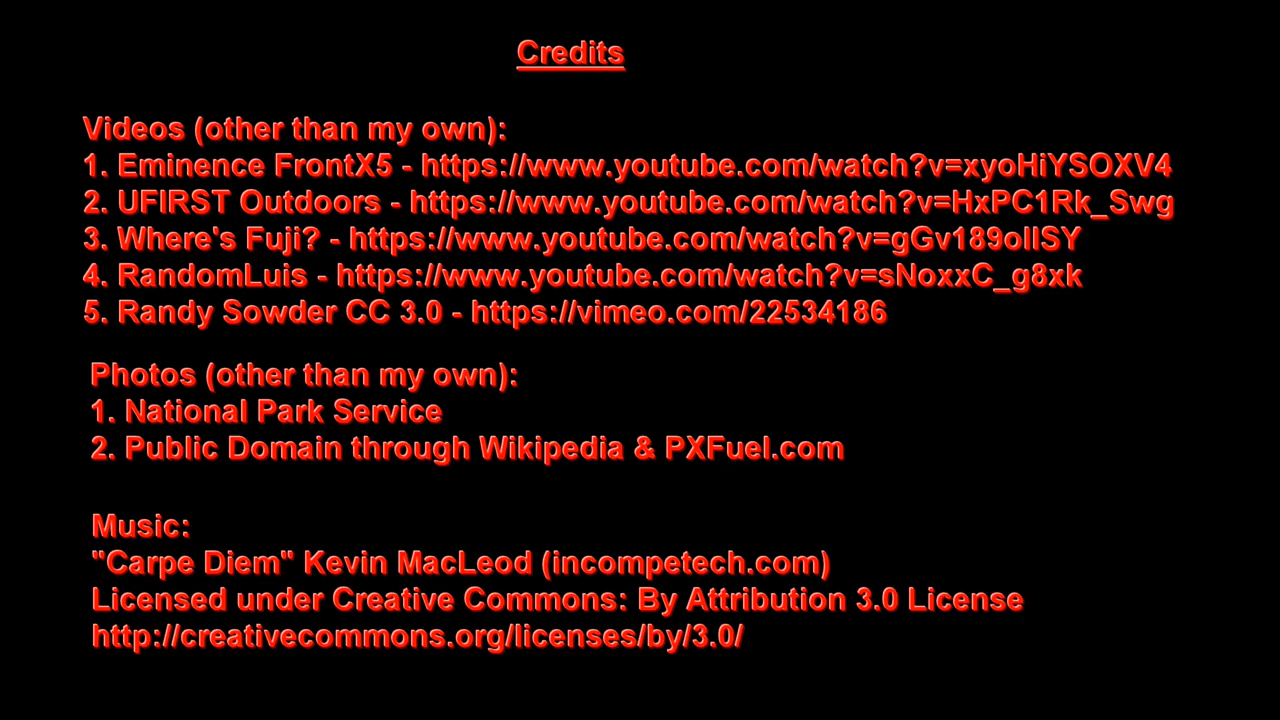 Credits
Videos (other than my own):
1. Eminence FrontX5 - https://www.youtube.com/watch?v=xyoHiYSOXV4
2. UFIRST Outdoors - https://www.youtube.com/watch?v=HxPC1Rk_Swg
3. Where's Fuji? - https://www.youtube.com/watch?v=gGv189oIISY
4. RandomLuis - https://www.youtube.com/watch?v=sNoxxC_g8xk
5. Randy Sowder CC 3.0 - https://vimeo.com/22534186
Photos (other than my own):
1. National Park Service
2. Public Domain through Wikipedia & PXFuel.com
Music:
"Carpe Diem" Kevin MacLeod (incompetech.com)
Licensed under Creative Commons: By Attribution 3.0 License
http://creativecommons.org/licenses/by/3.0/